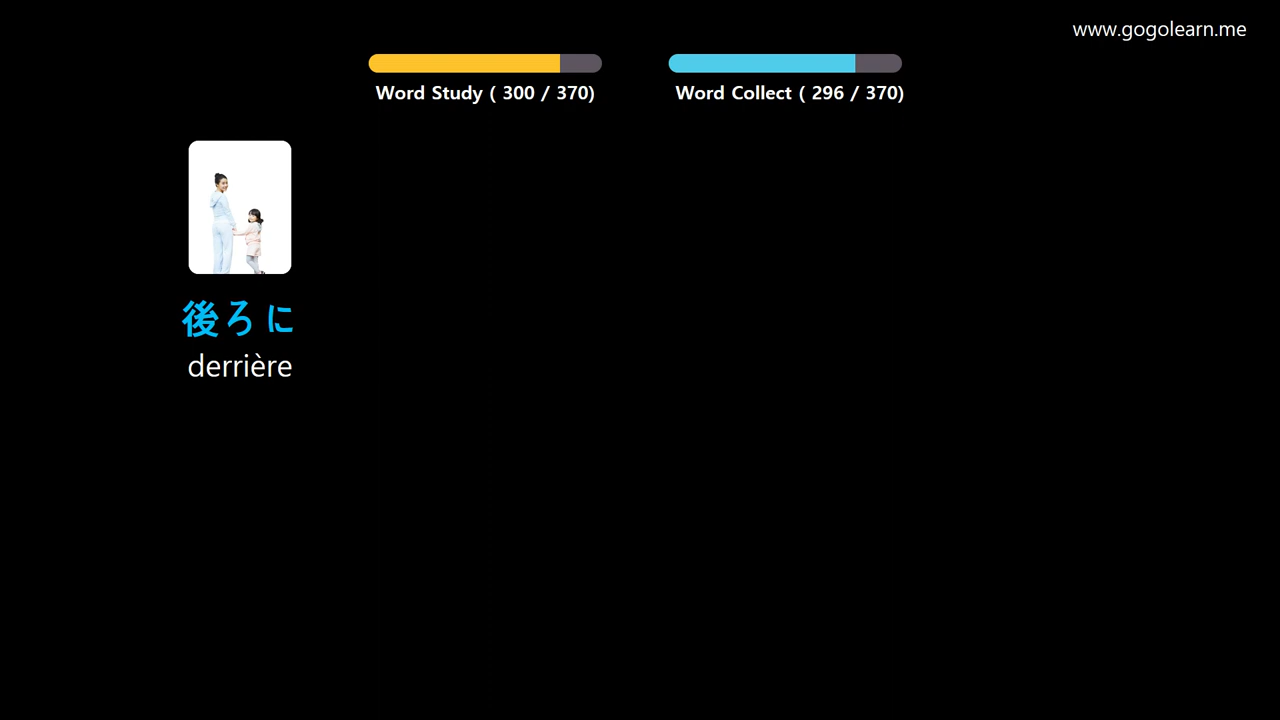 www.gogolearn.me
Word Study ( 300 / 370)
Word Collect ( 296 / 370)
後ろに
derrière